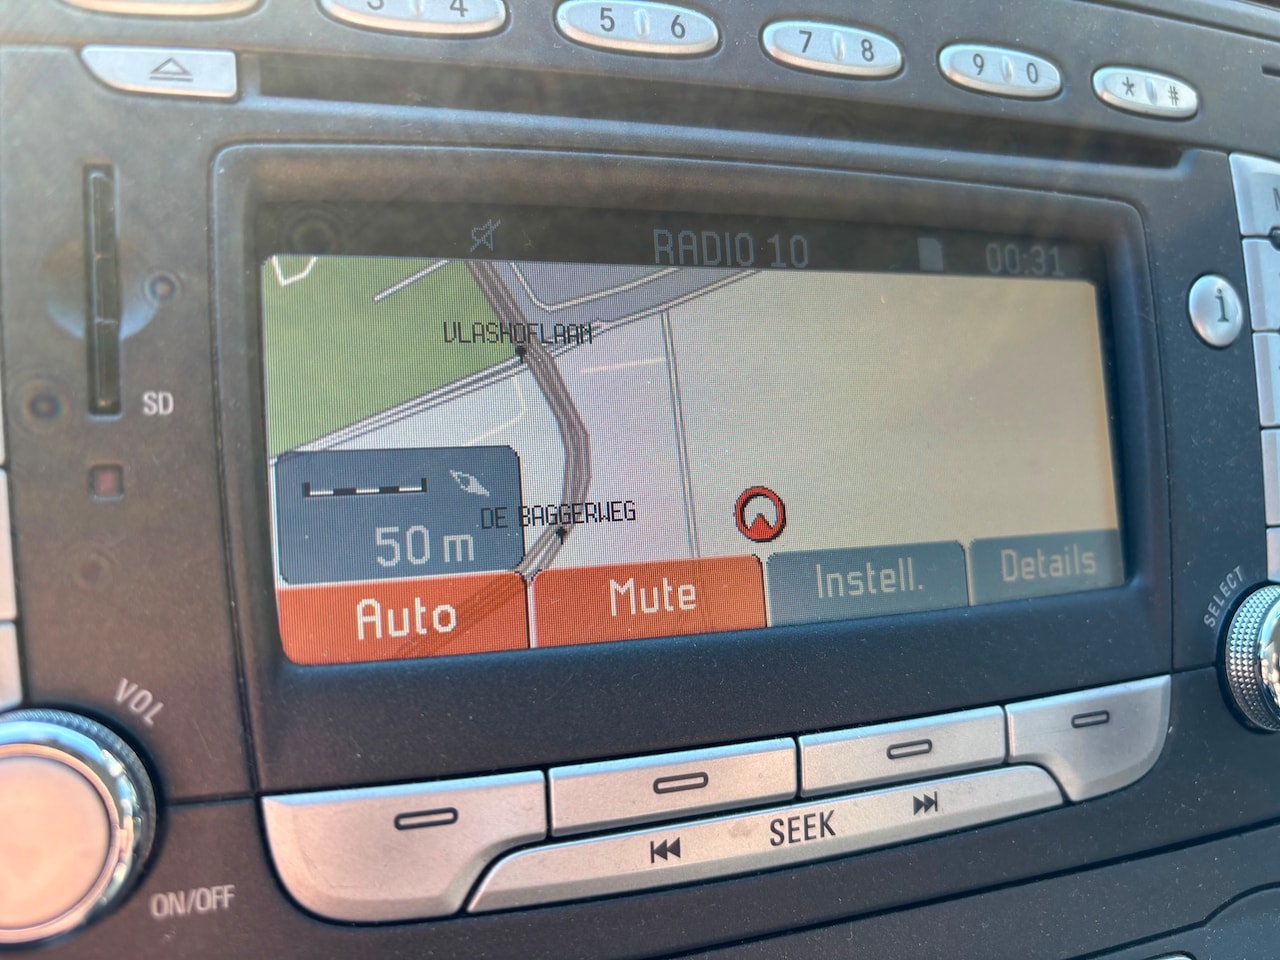 3 4
5 6
7 8
9 0
* #
RADIO 10
00:31
i
SD
VLASHOFLAAN
DE BAGGERWEG
50 m
Auto
Mute
Instell.
Details
SELECT
VOL
SEEK
ON/OFF